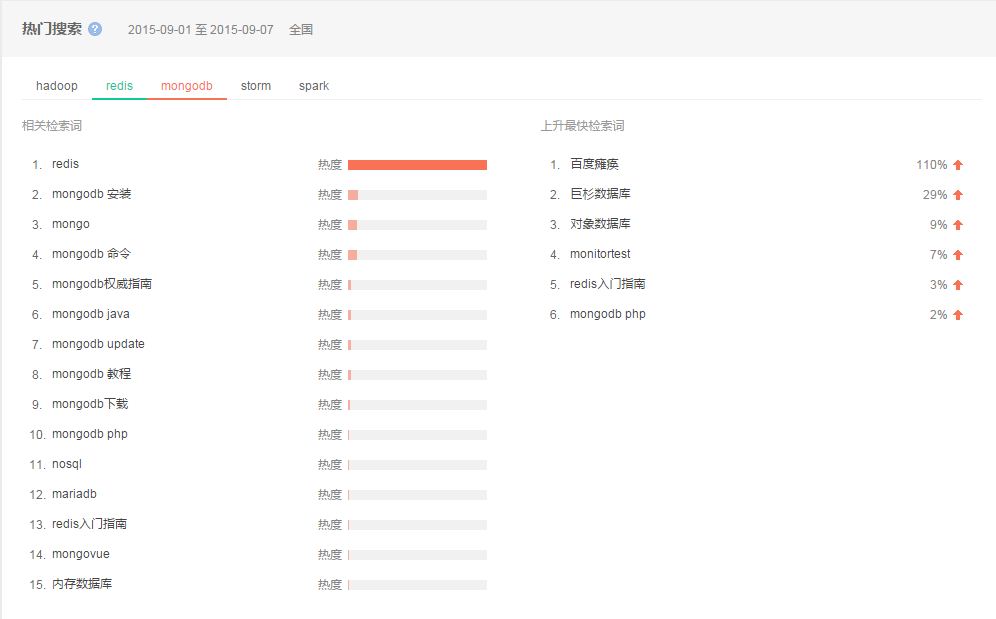 热门搜索 ? 2015-09-01 至 2015-09-07 全国
hadoop redis mongodb storm spark
相关检索词
1. redis 热度
2. mongodb 安装 热度
3. mongo 热度
4. mongodb 命令 热度
5. mongodb权威指南 热度
6. mongodb java 热度
7. mongodb update 热度
8. mongodb 教程 热度
9. mongodb下载 热度
10. mongodb php 热度
11. nosql 热度
12. mariadb 热度
13. redis入门指南 热度
14. mongovue 热度
15. 内存数据库 热度
上升最快检索词
1. 百度瘫痪 110%
2. 巨杉数据库 29%
3. 对象数据库 9%
4. monitortest 7%
5. redis入门指南 3%
6. mongodb php 2%